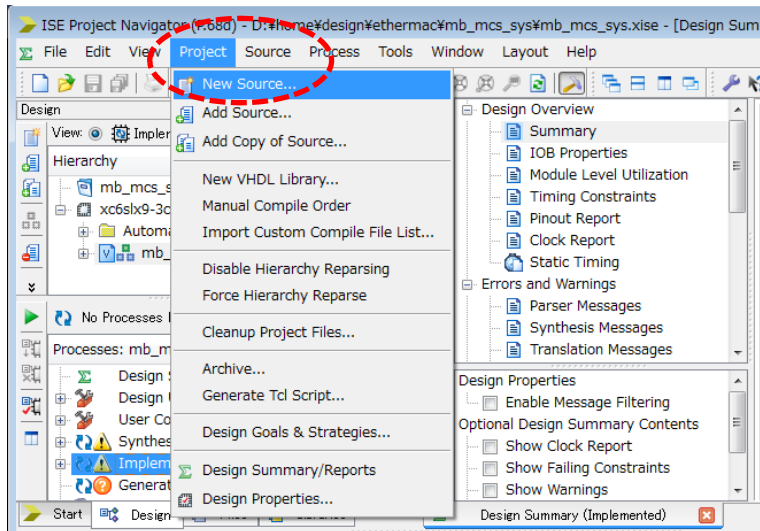 ISE Project Navigator (P.68d) - D:¥home¥design¥ethermac¥mb_mcs_sys¥mb_mcs_sys.xise - [Design Sum
File Edit View Project Source Process Tools Window Layout Help
New Source...
Add Source...
Add Copy of Source...
New VHDL Library...
Manual Compile Order
Import Custom Compile File List...
Disable Hierarchy Reparsing
Force Hierarchy Reparse
Cleanup Project Files...
Archive...
Generate Tcl Script...
Design Goals & Strategies...
Design Summary/Reports
Design Properties...
Design
View: Implem
Hierarchy
mb_mcs_s
xc6slx9-3c
Automa
mb_
No Processes
Processes: mb_m
Design
Design
User Co
Synthes
Implem
Generat
Design Overview
Summary
IOB Properties
Module Level Utilization
Timing Constraints
Pinout Report
Clock Report
Static Timing
Errors and Warnings
Parser Messages
Synthesis Messages
Translation Messages
Design Properties
Enable Message Filtering
Optional Design Summary Contents
Show Clock Report
Show Failing Constraints
Show Warnings
Start Design
Design Summary (Implemented)